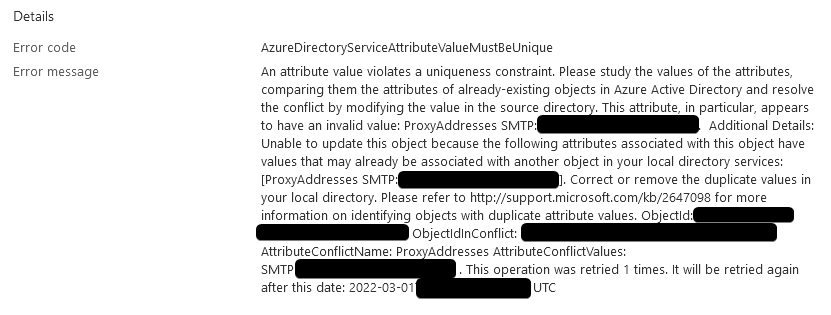 Details
Error code AzureDirectoryServiceAttributeValueMustBeUnique
Error message An attribute value violates a uniqueness constraint. Please study the values of the attributes,
comparing them the attributes of already-existing objects in Azure Active Directory and resolve
the conflict by modifying the value in the source directory. This attribute, in particular, appears
to have an invalid value: ProxyAddresses SMTP: Additional Details:
Unable to update this object because the following attributes associated with this object have
values that may already be associated with another object in your local directory services:
[ProxyAddresses SMTP: ]. Correct or remove the duplicate values in
your local directory. Please refer to http://support.microsoft.com/kb/2647098 for more
information on identifying objects with duplicate attribute values. ObjectId:
ObjectIdInConflict:
AttributeConflictName: ProxyAddresses AttributeConflictValues:
SMTP . This operation was retried 1 times. It will be retried again
after this date: 2022-03-01 UTC